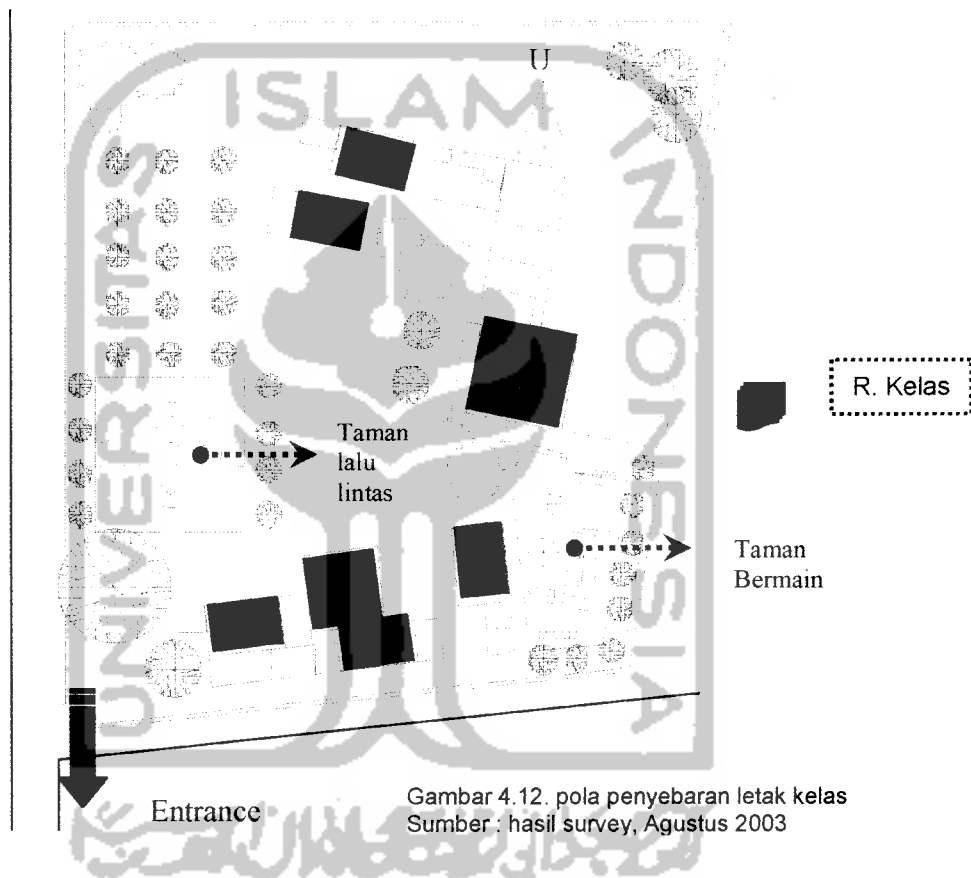 U
ISLAM
UNIVERSITAS
INDONESIA
R. Kelas
Taman
lalu
lintas
Taman
Bermain
Entrance
Gambar 4.12. pola penyebaran letak kelas
Sumber : hasil survey, Agustus 2003